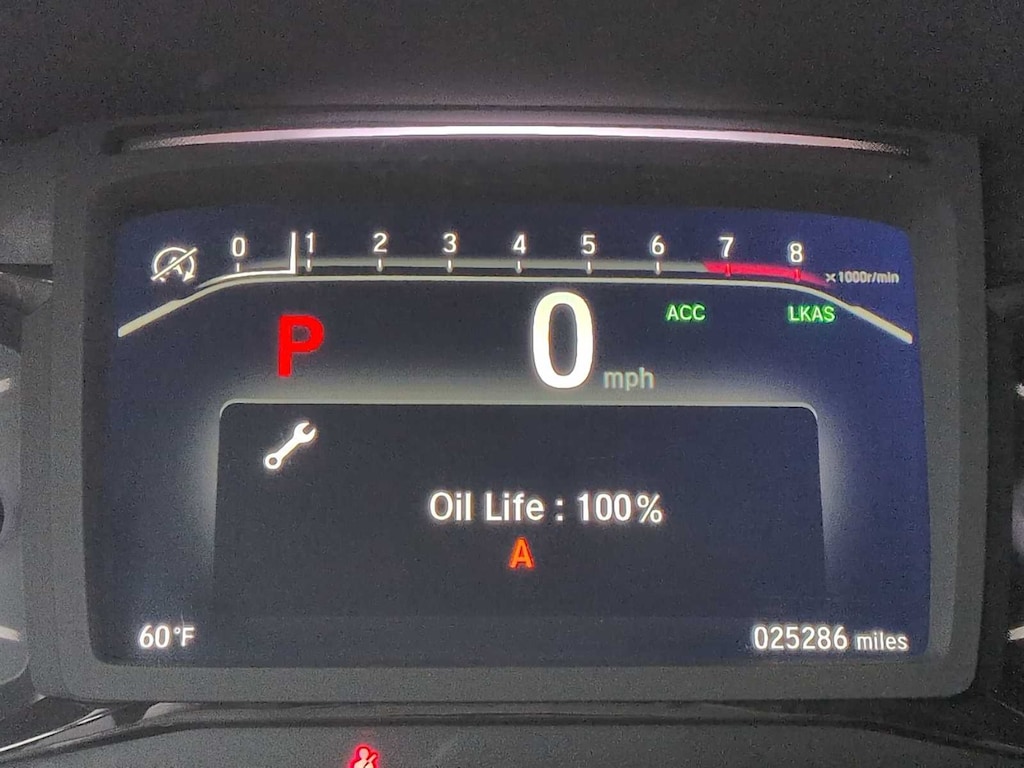 0 1 2 3 4 5 6 7 8
x1000r/min
P 0 mph ACC LKAS
Oil Life : 100%
A
60°F 025286 miles